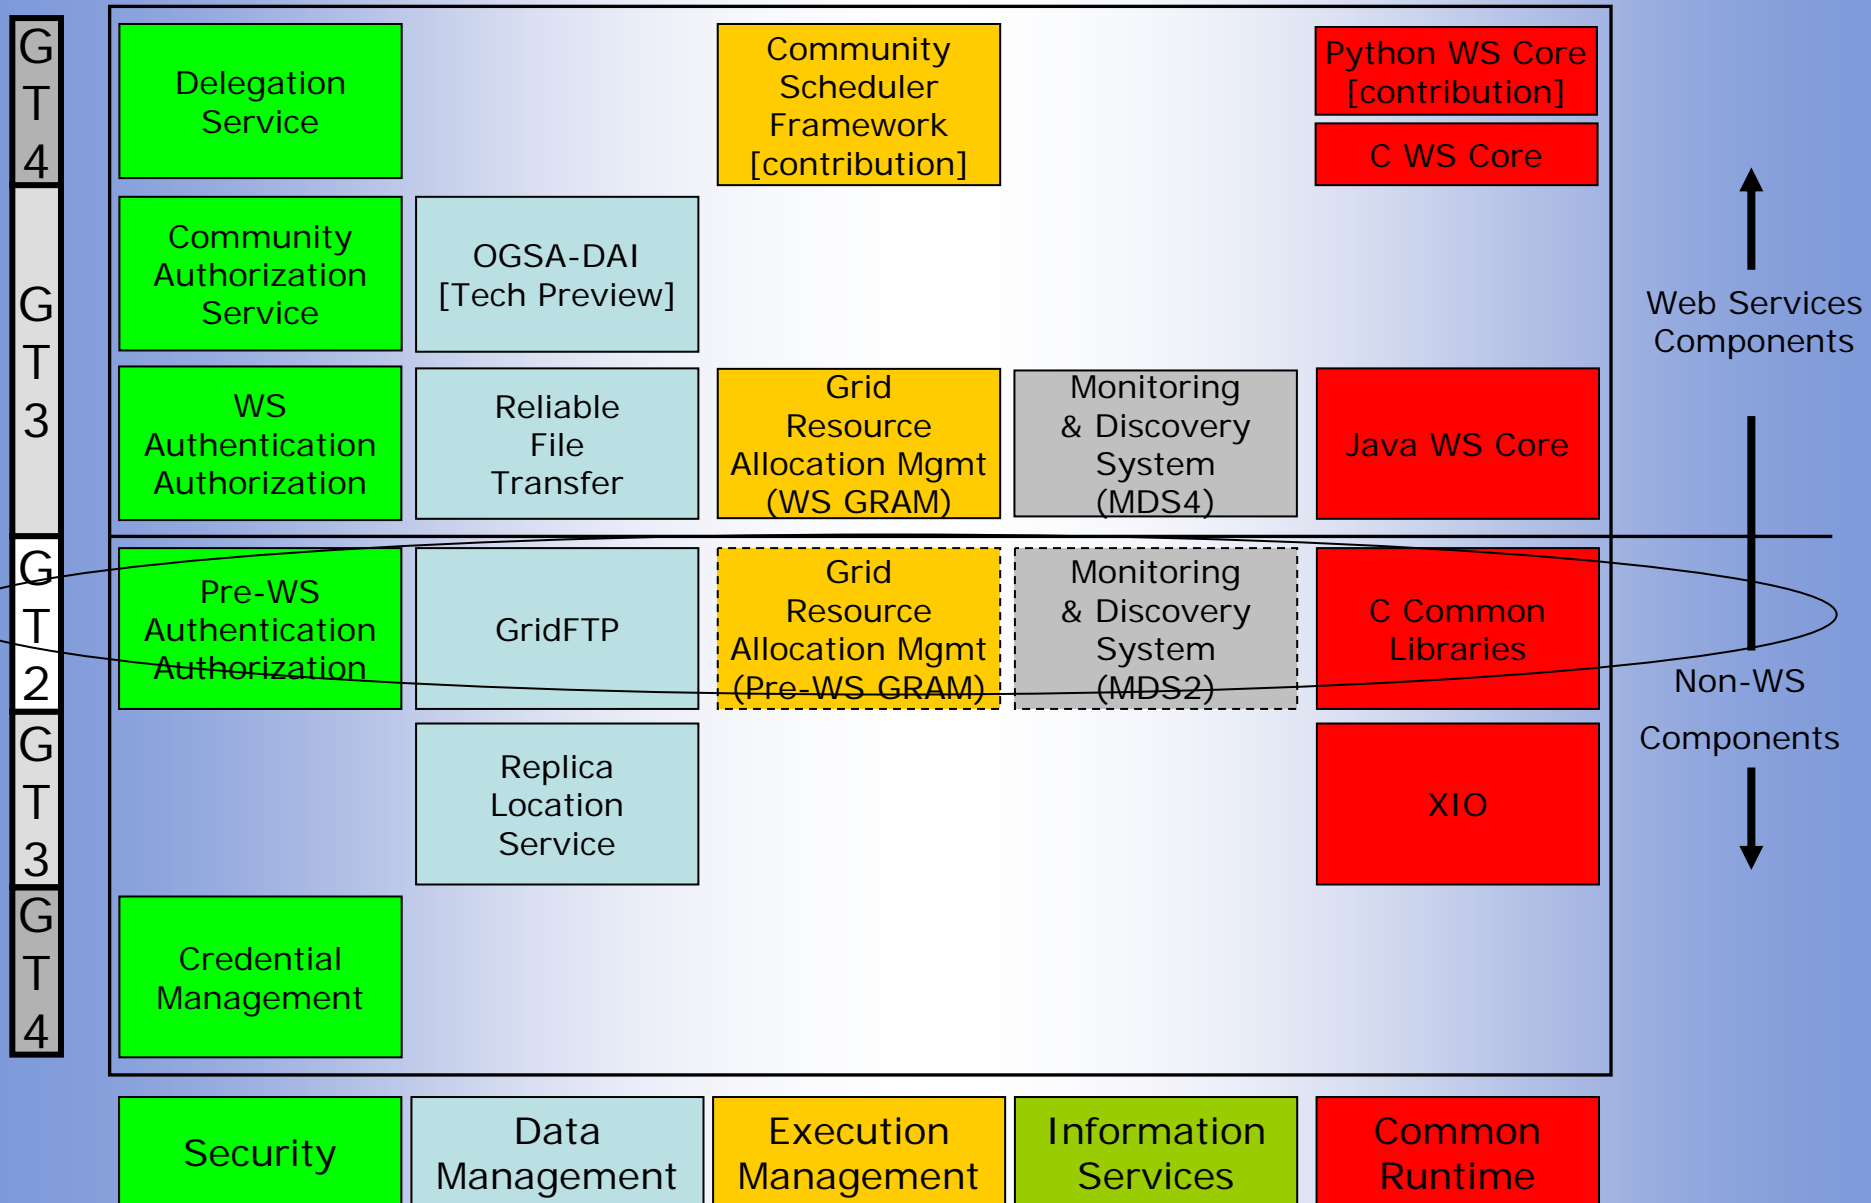 G
T
4
G
T
3
G
T
2
G
T
3
G
T
4
Delegation
Service
Community
Scheduler
Framework
[contribution]
Python WS Core
[contribution]
C WS Core
Community
Authorization
Service
OGSA-DAI
[Tech Preview]
Web Services
Components
WS
Authentication
Authorization
Reliable
File
Transfer
Grid
Resource
Allocation Mgmt
(WS GRAM)
Monitoring
& Discovery
System
(MDS4)
Java WS Core
Pre-WS
Authentication
Authorization
GridFTP
Grid
Resource
Allocation Mgmt
(Pre-WS GRAM)
Monitoring
& Discovery
System
(MDS2)
C Common
Libraries
Non-WS
Components
Replica
Location
Service
XIO
Credential
Management
Security
Data
Management
Execution
Management
Information
Services
Common
Runtime